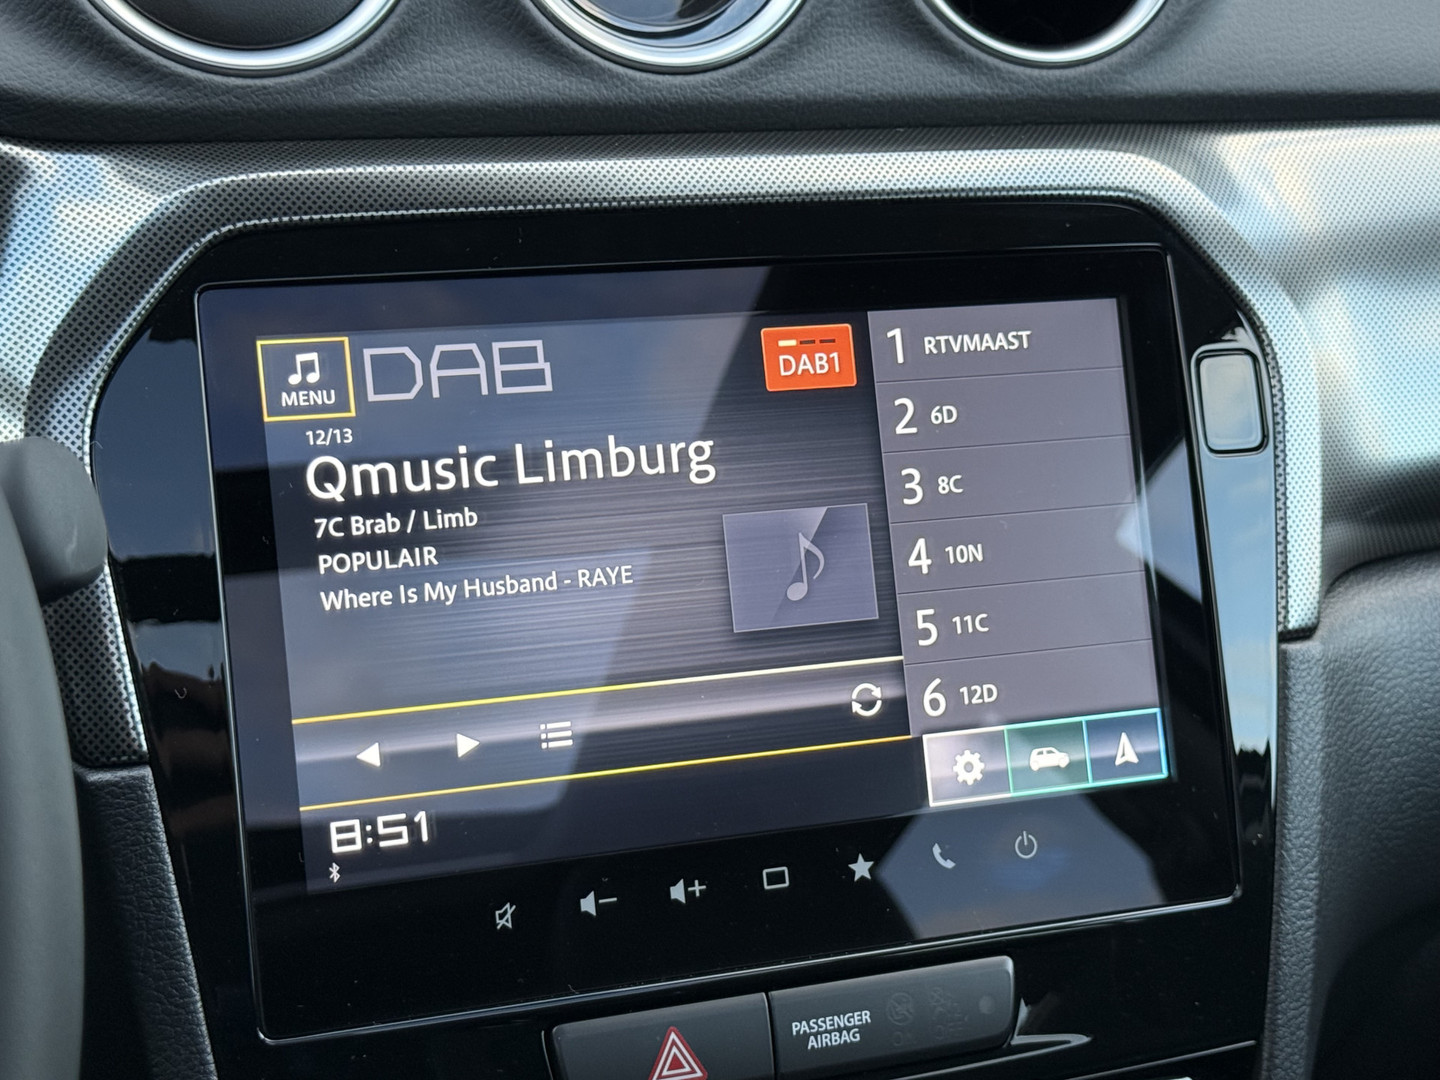 MENU
DAB
DAB1
12/13
Qmusic Limburg
7C Brab / Limb
POPULAIR
Where Is My Husband - RAYE
1 RTVMAAST
2 6D
3 8C
4 10N
5 11C
6 12D
8:51
PASSENGER
AIRBAG